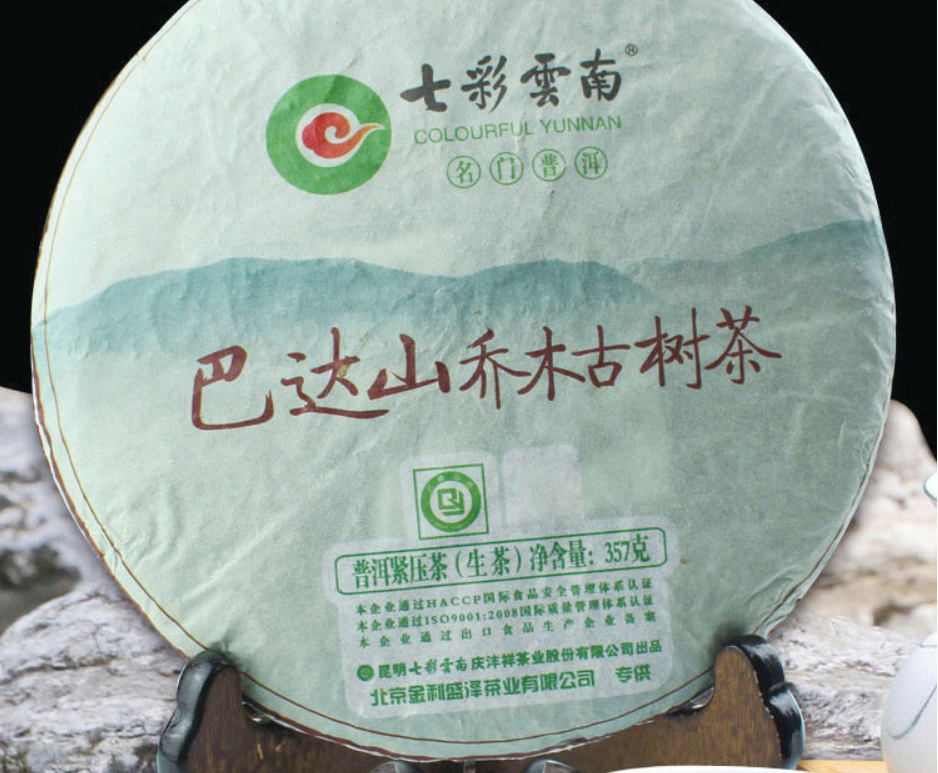 七彩雲南®
COLOURFUL YUNNAN
名门普洱
巴达山乔木古树茶
普洱紧压茶(生茶)净含量:357克
本企业通过HACCP国际食品安全管理体系认证
本企业通过ISO9001:2008国际质量管理体系认证
本企业通过出口食品生产企业备案
昆明七彩雲南庆沣祥茶业股份有限公司出品
北京金利盛泽茶业有限公司 专供